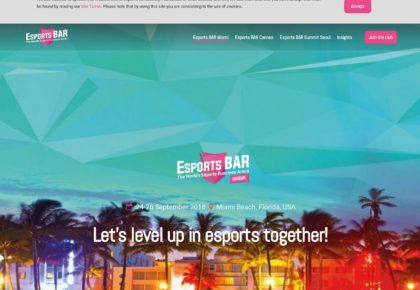 be found by reading our Site Terms. Please note that by using this site you are consenting to the use of cookies.
Accept
ESPORTS BAR
The World's Esports Business Arena
Esports BAR Miami
Esports BAR Cannes
Esports BAR Summit Seoul
Insights
Join the club
ESPORTS BAR
The World's Esports Business Arena
MIAMI
24-26 September 2018
Miami Beach, Florida, USA
Let's level up in esports together!